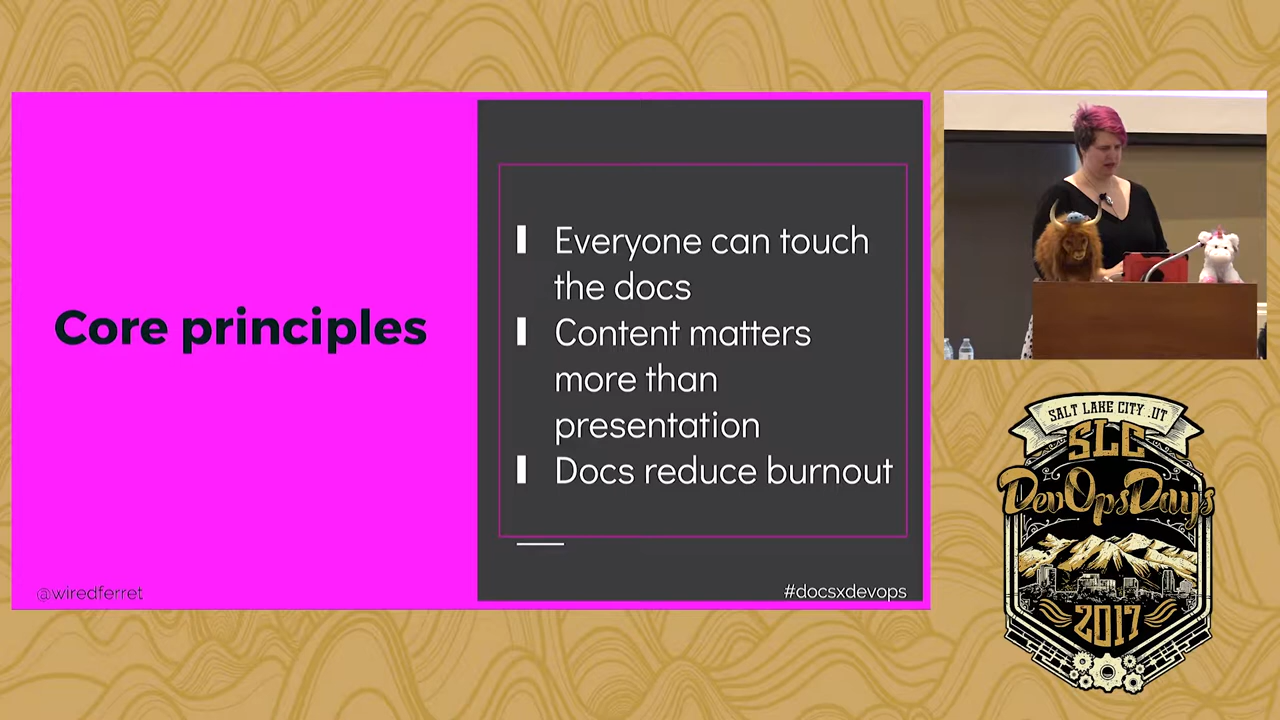 Core principles
Everyone can touch
the docs
Content matters
more than
presentation
Docs reduce burnout
@wiredferret
#docsxdevops
SALT LAKE CITY .UT
SLC
DevOpsDays
2017